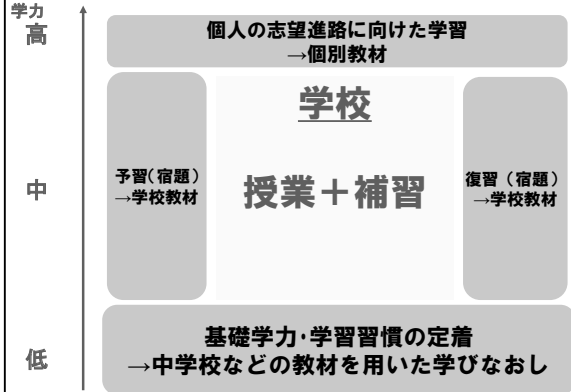 学力
高
個人の志望進路に向けた学習
→個別教材
学校
予習(宿題)
→学校教材
中
授業＋補習
復習(宿題)
→学校教材
基礎学力・学習習慣の定着
→中学校などの教材を用いた学びなおし
低